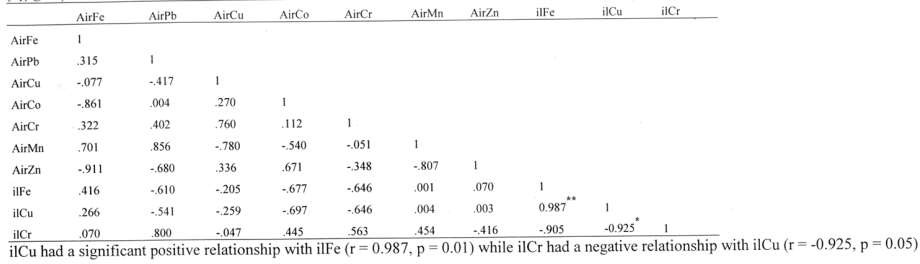 AirFe AirPb AirCu AirCo AirCr AirMn AirZn ilFe ilCu ilCr
AirFe 1
AirPb .315 1
AirCu -.077 -.417 1
AirCo -.861 .004 .270 1
AirCr .322 .402 .760 .112 1
AirMn .701 .856 -.780 -.540 -.051 1
AirZn -.911 -.680 .336 .671 -.348 -.807 1
ilFe .416 -.610 -.205 -.677 -.646 .001 .070 1
ilCu .266 -.541 -.259 -.697 -.646 .004 .003 0.987** 1
ilCr .070 .800 -.047 .445 .563 .454 -.416 -.905 -0.925* 1
ilCu had a significant positive relationship with ilFe (r = 0.987, p = 0.01) while ilCr had a negative relationship with ilCu (r = -0.925, p = 0.05)